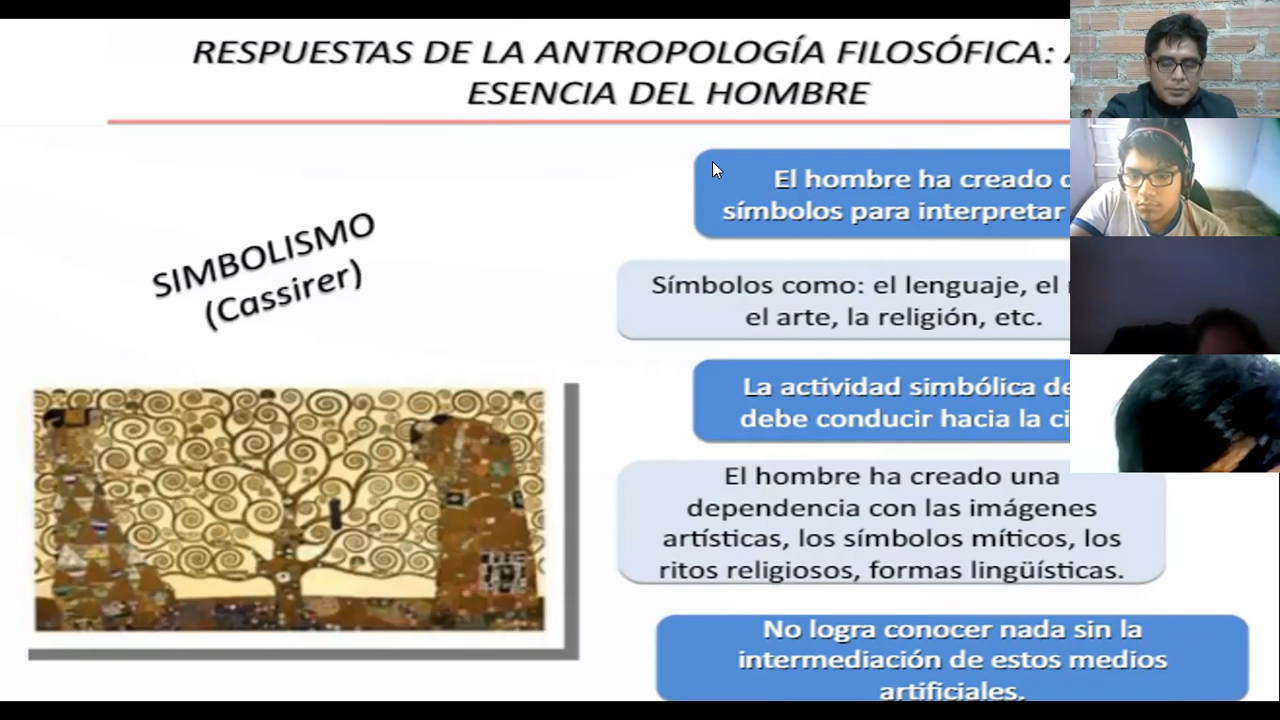 RESPUESTAS DE LA ANTROPOLOGÍA FILOSÓFICA:
ESENCIA DEL HOMBRE
SIMBOLISMO
(Cassirer)
El hombre ha creado
símbolos para interpretar
Símbolos como: el lenguaje, el
el arte, la religión, etc.
La actividad simbólica
debe conducir hacia la
El hombre ha creado una
dependencia con las imágenes
artísticas, los símbolos míticos, los
ritos religiosos, formas lingüísticas.
No logra conocer nada sin la
intermediación de estos medios
artificiales.